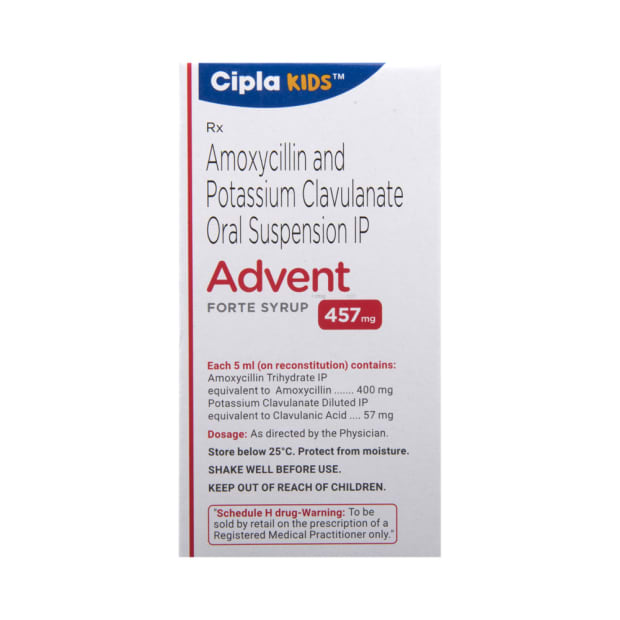 Cipla KIDS™
Rx
Amoxycillin and
Potassium Clavulanate
Oral Suspension IP
Advent
FORTE SYRUP 457mg
Each 5 ml (on reconstitution) contains:
Amoxycillin Trihydrate IP
equivalent to Amoxycillin ....... 400 mg
Potassium Clavulanate Diluted IP
equivalent to Clavulanic Acid .... 57 mg
Dosage: As directed by the Physician.
Store below 25°C. Protect from moisture.
SHAKE WELL BEFORE USE.
KEEP OUT OF REACH OF CHILDREN.
"Schedule H drug-Warning: To be
sold by retail on the prescription of a
Registered Medical Practitioner only."